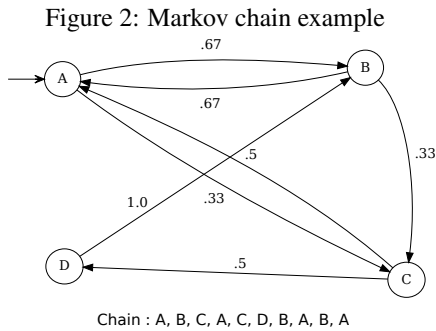 Figure 2: Markov chain example
.67
A
B
.67
.5
.33
1.0
.33
D
.5
C
Chain : A, B, C, A, C, D, B, A, B, A